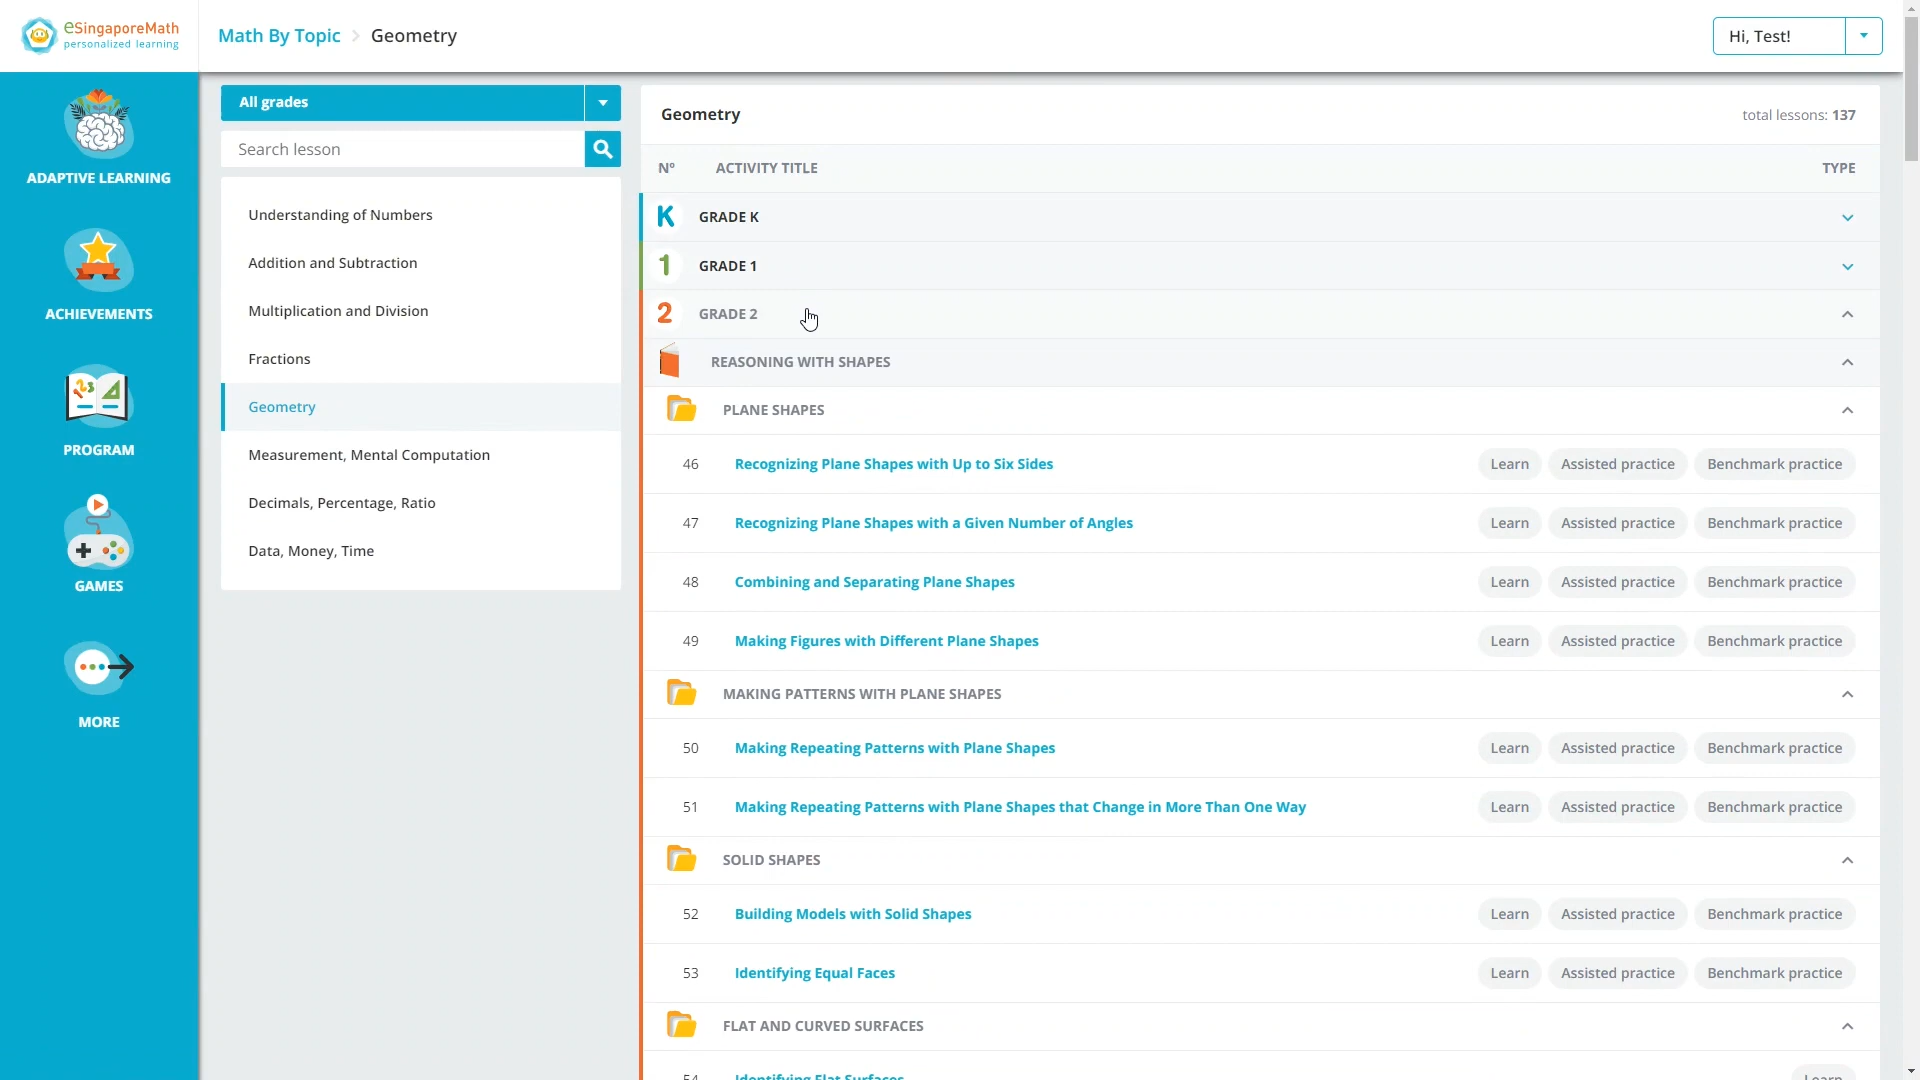 eSingaporeMath
personalized learning
Math By Topic > Geometry
Hi, Test!
ADAPTIVE LEARNING
ACHIEVEMENTS
PROGRAM
GAMES
MORE
All grades
Search lesson
Understanding of Numbers
Addition and Subtraction
Multiplication and Division
Fractions
Geometry
Measurement, Mental Computation
Decimals, Percentage, Ratio
Data, Money, Time
Geometry total lessons: 137
N° ACTIVITY TITLE TYPE
K GRADE K
1 GRADE 1
2 GRADE 2
REASONING WITH SHAPES
PLANE SHAPES
46 Recognizing Plane Shapes with Up to Six Sides Learn Assisted practice Benchmark practice
47 Recognizing Plane Shapes with a Given Number of Angles Learn Assisted practice Benchmark practice
48 Combining and Separating Plane Shapes Learn Assisted practice Benchmark practice
49 Making Figures with Different Plane Shapes Learn Assisted practice Benchmark practice
MAKING PATTERNS WITH PLANE SHAPES
50 Making Repeating Patterns with Plane Shapes Learn Assisted practice Benchmark practice
51 Making Repeating Patterns with Plane Shapes that Change in More Than One Way Learn Assisted practice Benchmark practice
SOLID SHAPES
52 Building Models with Solid Shapes Learn Assisted practice Benchmark practice
53 Identifying Equal Faces Learn Assisted practice Benchmark practice
FLAT AND CURVED SURFACES
54 Identifying Flat Surfaces Learn